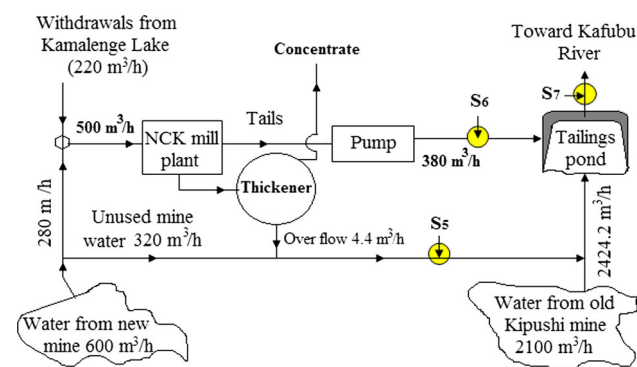 Withdrawals from
Kamalenge Lake
(220 m³/h)
Concentrate
Toward Kafubu
River
S7
S6
500 m³/h
NCK mill
plant
Tails
Pump
380 m³/h
Tailings
pond
Thickener
280 m /h
Unused mine
water 320 m³/h
Over flow 4.4 m³/h
S5
2424.2 m³/h
Water from new
mine 600 m³/h
Water from old
Kipushi mine
2100 m³/h